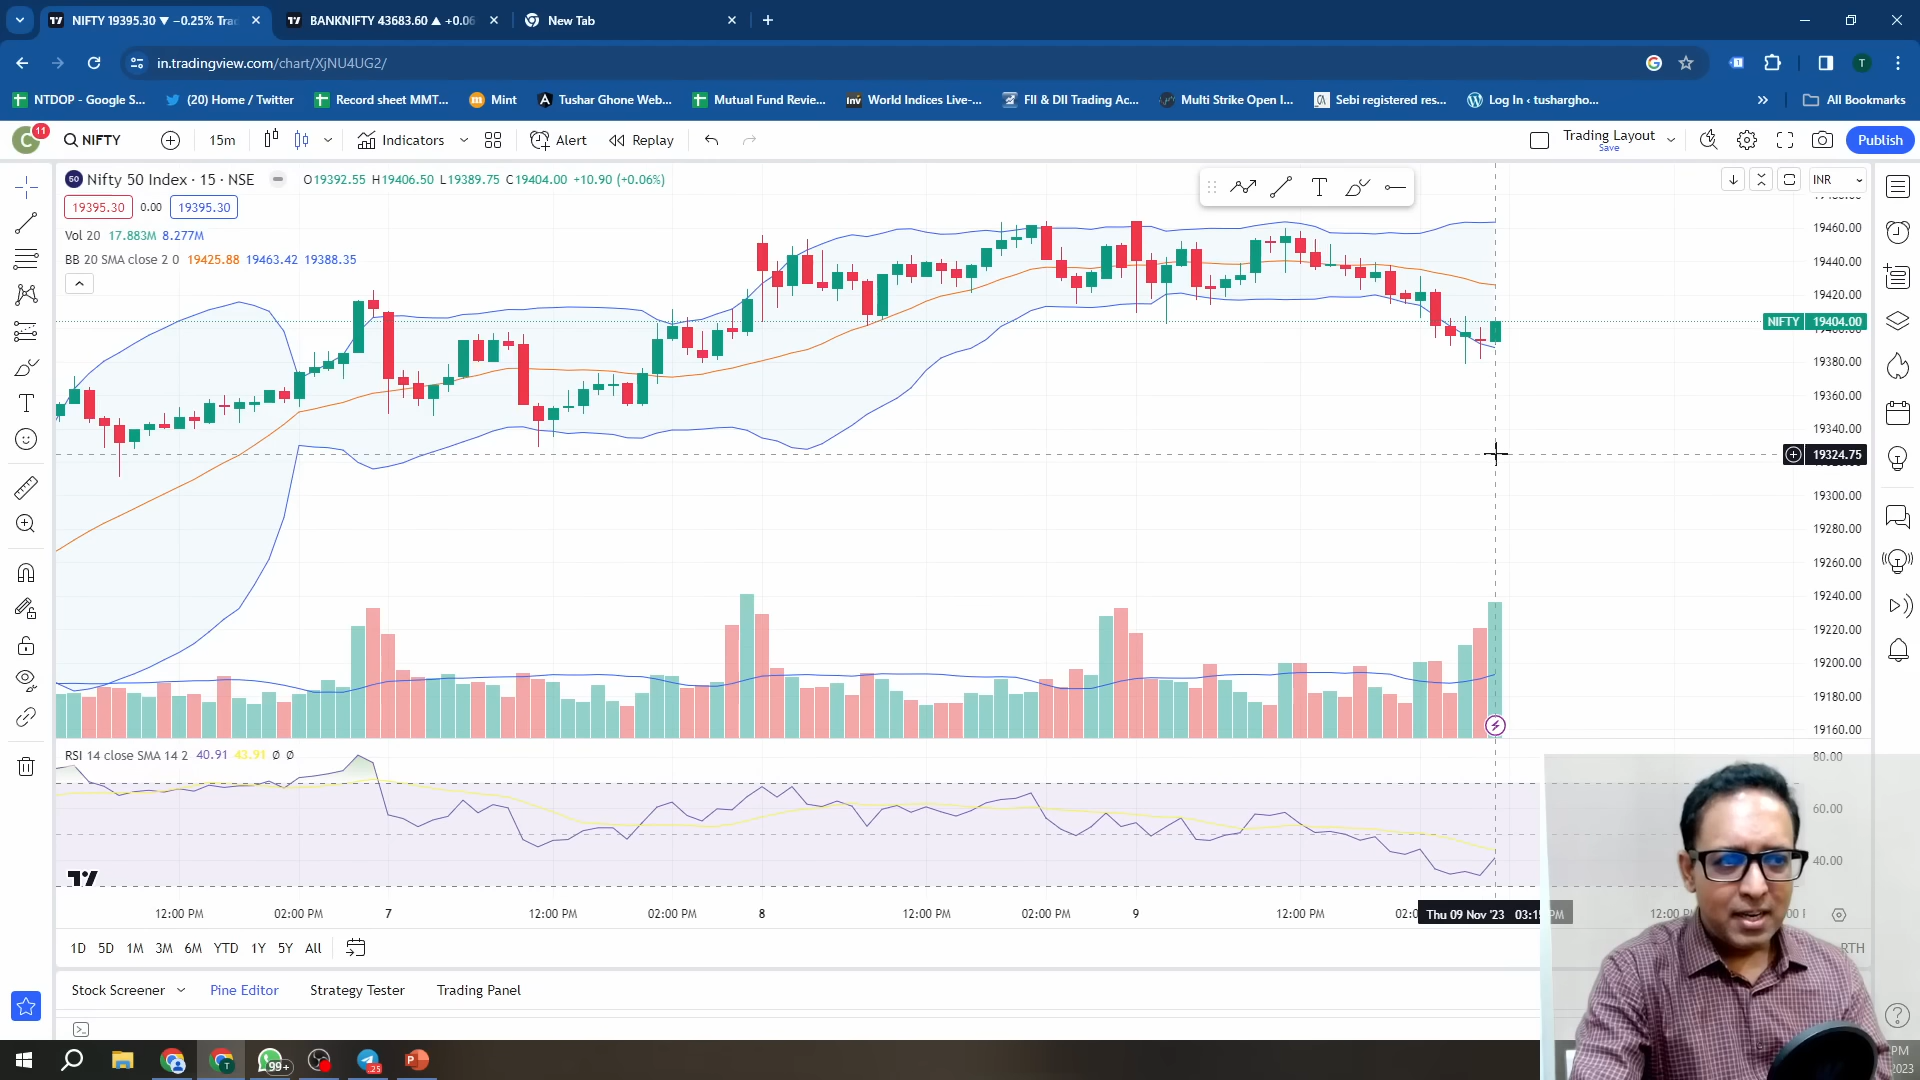 NIFTY 19395.30 ▼ −0.25% Tra
BANKNIFTY 43683.60 ▲ +0.06
New Tab
in.tradingview.com/chart/XjNU4UG2/
T
NTDOP - Google S...
(20) Home / Twitter
Record sheet MMT...
Mint
Tushar Ghone Web...
Mutual Fund Revie...
World Indices Live-...
FII & DII Trading Ac...
Multi Strike Open I...
Sebi registered res...
Log In ‹ tushargho...
All Bookmarks
C 11
NIFTY
15m
Indicators
Alert
Replay
Trading Layout
Save
Publish
50 Nifty 50 Index · 15 · NSE
O19392.55 H19406.50 L19389.75 C19404.00 +10.90 (+0.06%)
INR
19395.30 0.00 19395.30
Vol 20 17.883M 8.277M
BB 20 SMA close 2 0 19425.88 19463.42 19388.35
19460.00
19440.00
19420.00
NIFTY 19404.00
19380.00
19360.00
19340.00
19324.75
19300.00
19280.00
19260.00
19240.00
19220.00
19200.00
19180.00
19160.00
RSI 14 close SMA 14 2 40.91 43.91 Ø Ø
80.00
60.00
40.00
12:00 PM
02:00 PM
7
12:00 PM
02:00 PM
8
12:00 PM
02:00 PM
9
12:00 PM
Thu 09 Nov '23 03:15 PM
1D 5D 1M 3M 6M YTD 1Y 5Y All
RTH
Stock Screener
Pine Editor
Strategy Tester
Trading Panel
99+
25
PM
2023